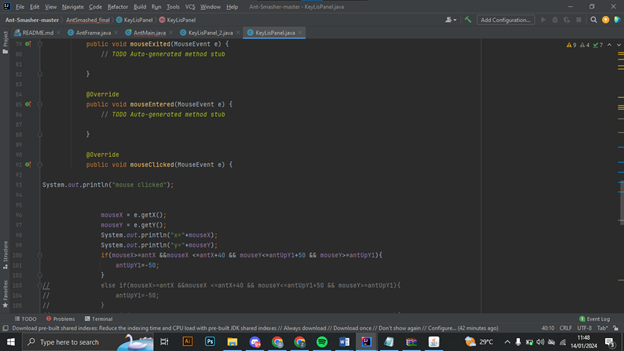 File Edit View Navigate Code Refactor Build Run Tools VCS Window Help Ant-Smasher-master - KeyLisPanel.java
Ant-Smasher-master AntSmashed_final KeyLisPanel KeyLisPanel Add Configuration...
README.md AntFrame.java AntMain.java KeyLisPanel_2.java KeyLisPanel.java
Project
79 public void mouseExited(MouseEvent e) { 9 4 7
80 // TODO Auto-generated method stub
81
82 }
83
84 @Override
85 public void mouseEntered(MouseEvent e) {
86 // TODO Auto-generated method stub
87
88 }
89
90 @Override
91 public void mouseClicked(MouseEvent e) {
92
93 System.out.println("mouse clicked");
94
95
96 mouseX = e.getX();
97 mouseY = e.getY();
98 System.out.println("x="+mouseX);
99 System.out.println("y="+mouseY);
100 if(mouseX>=antX &&mouseX <=antX+40 && mouseY<=antUpY1+50 && mouseY>=antUpY1){
101 antUpY1=-50;
102 }
103 // else if(mouseX>=antX &&mouseX <=antX+40 && mouseY<=antUpY1+50 && mouseY>=antUpY1){
104 // antUpY1=-50;
105 // }
Structure
Favorites
TODO Problems Terminal Event Log
Download pre-built shared indexes: Reduce the indexing time and CPU load with pre-built JDK shared indexes // Always download // Download once // Don't show again // Configure... (42 minutes ago) 40:10 CRLF UTF-8 Tab*
Type here to search 29°C 11:48
14/01/2024